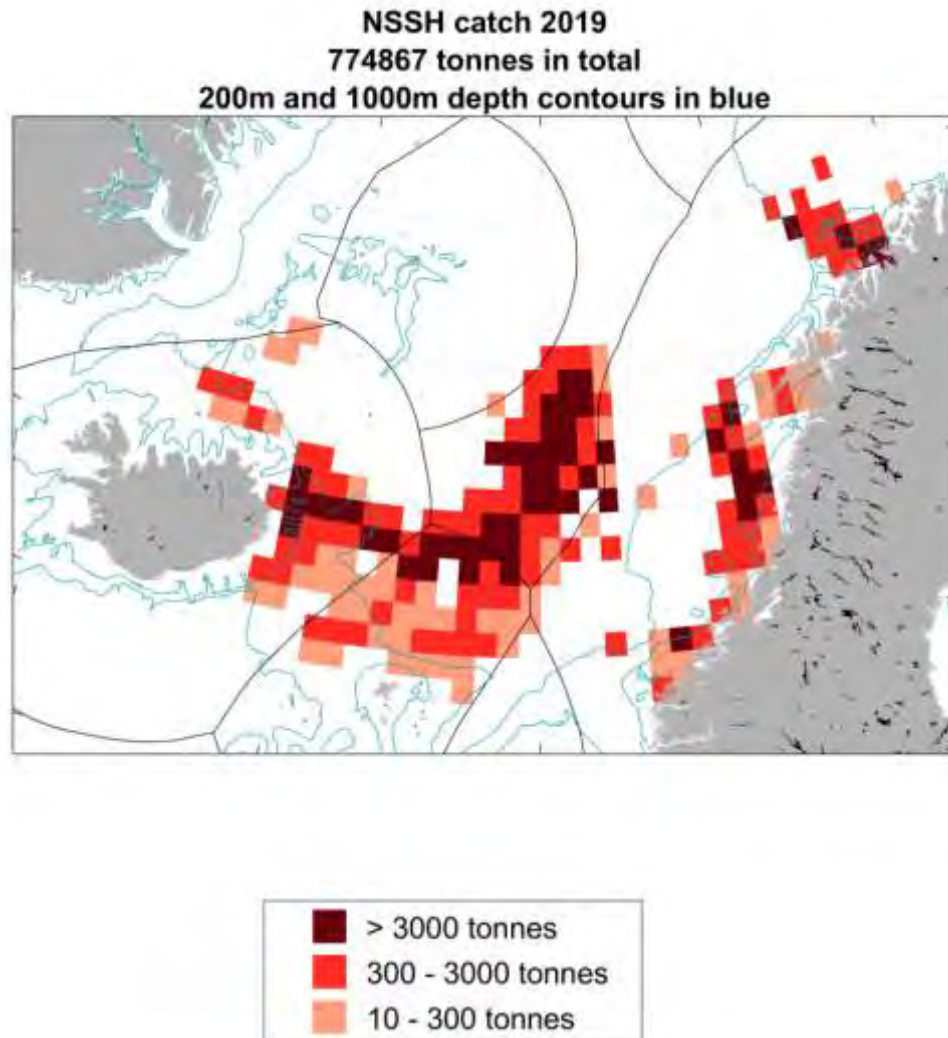 NSSH catch 2019
774867 tonnes in total
200m and 1000m depth contours in blue
> 3000 tonnes
300 - 3000 tonnes
10 - 300 tonnes